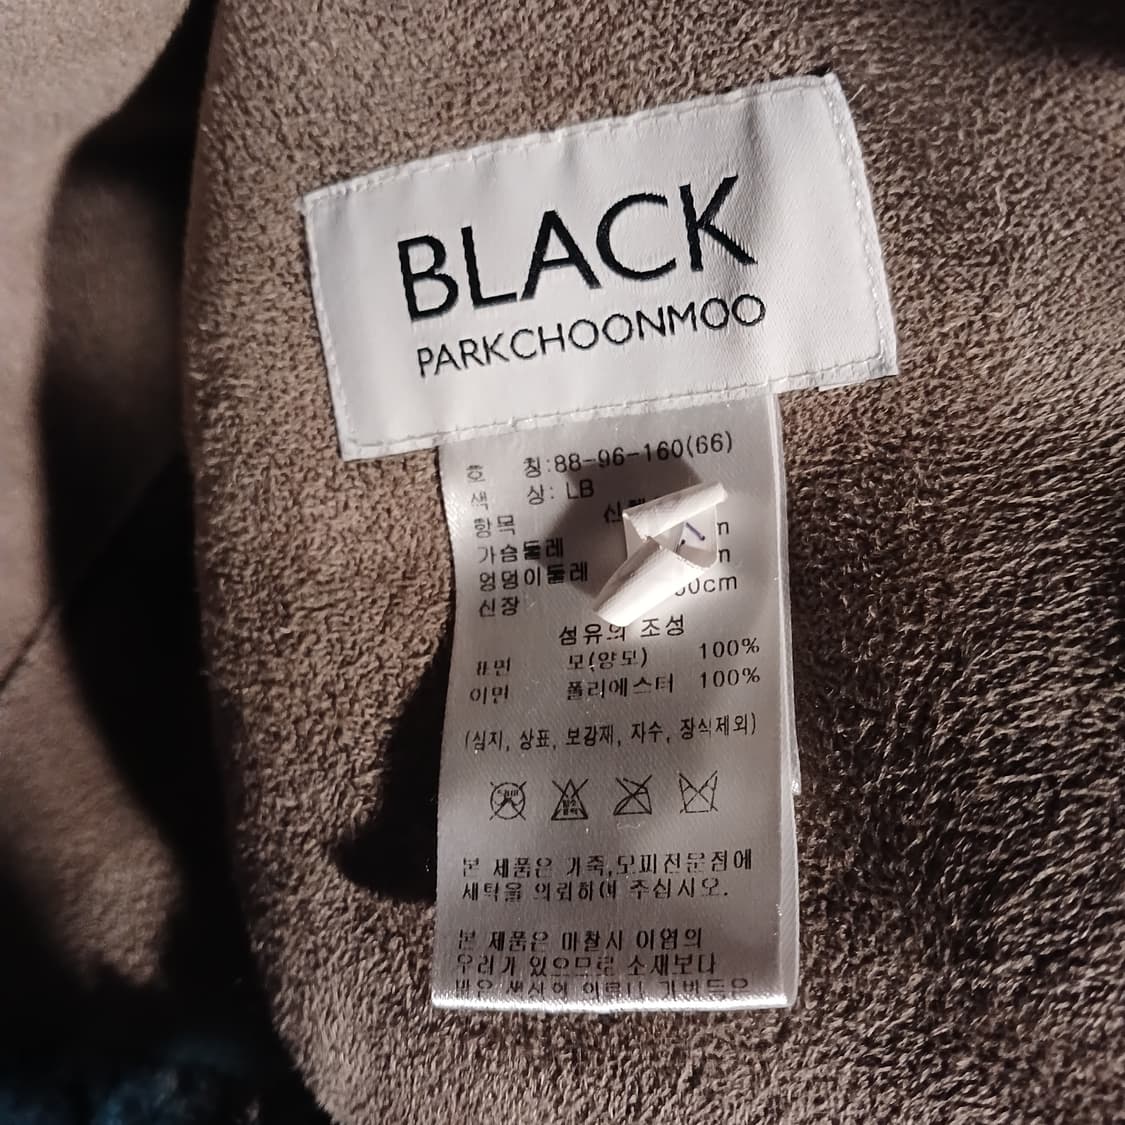 BLACK
PARKCHOONMOO
호 칭:88-96-160(66)
색 상: LB
항목
가슴둘레
엉덩이둘레
신장
섬유의 조성
표면 모(양모) 100%
이면 폴리에스터 100%
(심지, 상표, 보강재, 자수, 장식제외)
본 제품은 가죽,모피전문점에
세탁을 의뢰하여 주십시오.
본 제품은 마찰시 이염의
우려가 있으므로 소재보다